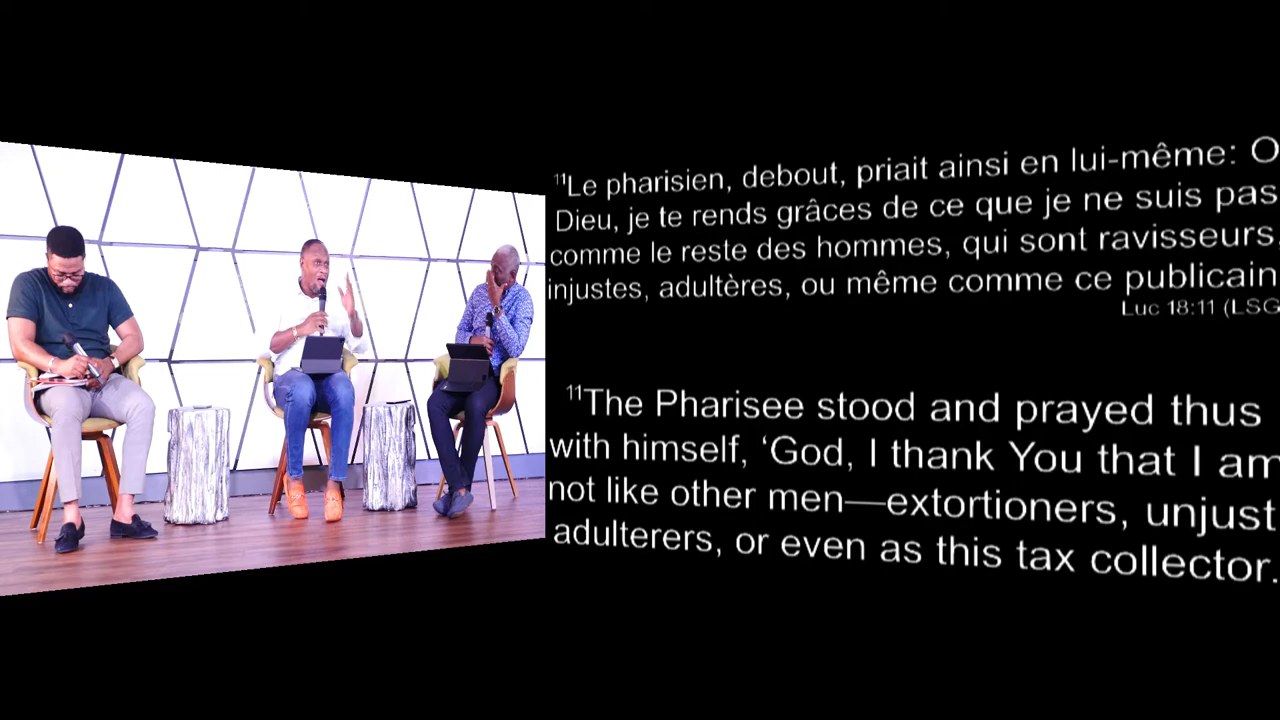 11Le pharisien, debout, priait ainsi en lui-même: O
Dieu, je te rends grâces de ce que je ne suis pas
comme le reste des hommes, qui sont ravisseurs,
injustes, adultères, ou même comme ce publicain
Luc 18:11 (LSG
11The Pharisee stood and prayed thus
with himself, ‘God, I thank You that I am
not like other men—extortioners, unjust
adulterers, or even as this tax collector.